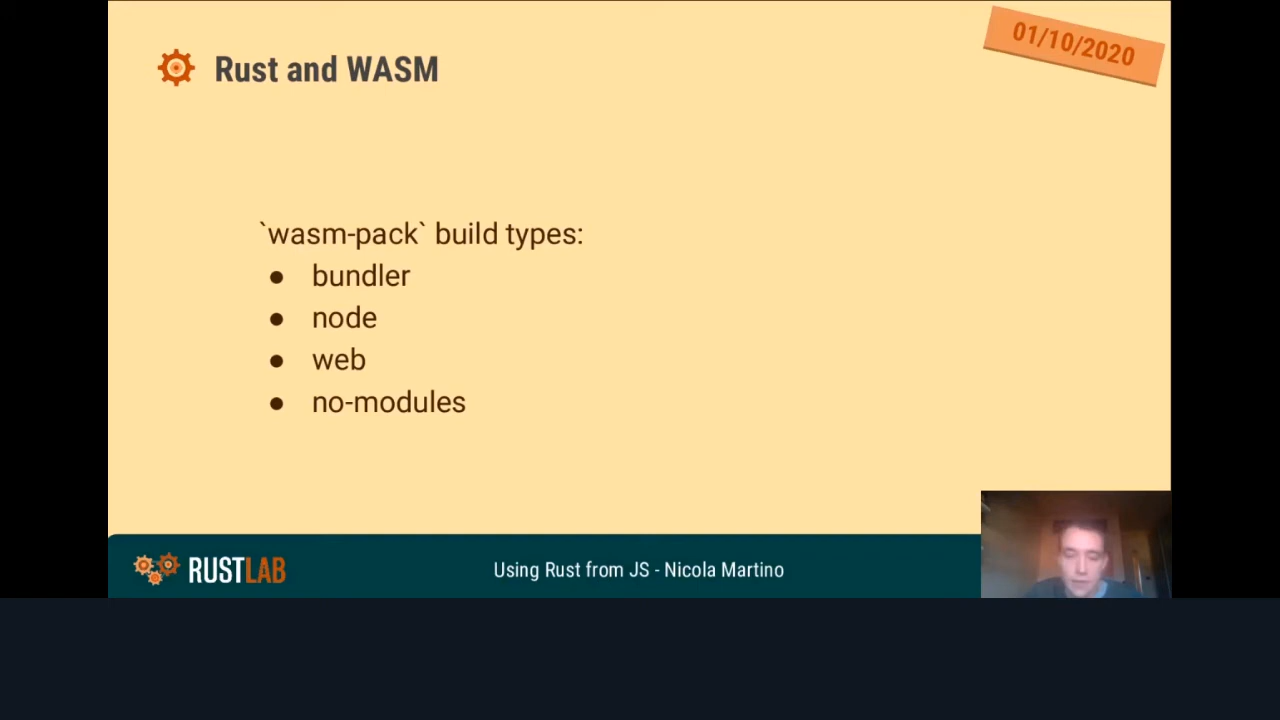 01/10/2020
Rust and WASM
`wasm-pack` build types:
● bundler
● node
● web
● no-modules
RUSTLAB
Using Rust from JS - Nicola Martino